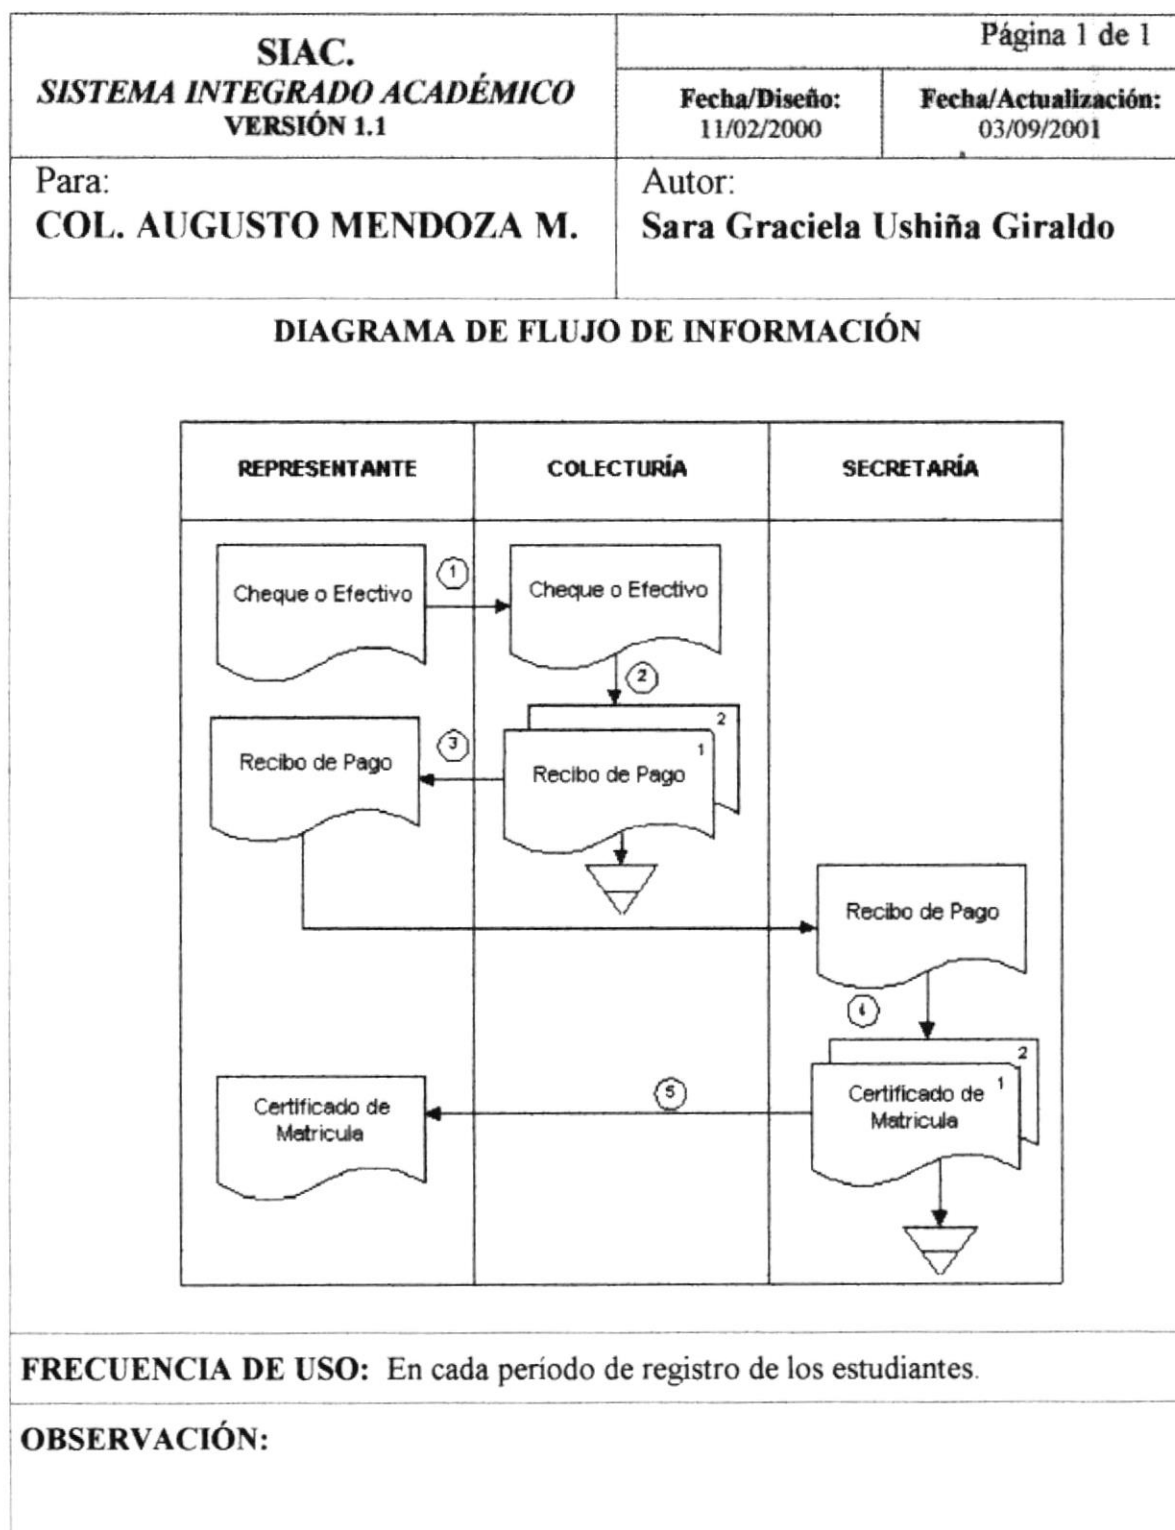 SIAC.
SISTEMA INTEGRADO ACADÉMICO
VERSIÓN 1.1
Página 1 de 1
Fecha/Diseño:
11/02/2000
Fecha/Actualización:
03/09/2001
Para:
COL. AUGUSTO MENDOZA M.
Autor:
Sara Graciela Ushiña Giraldo
DIAGRAMA DE FLUJO DE INFORMACIÓN
REPRESENTANTE
COLECTURÍA
SECRETARÍA
Cheque o Efectivo
1
Cheque o Efectivo
2
Recibo de Pago
3
2
1
Recibo de Pago
Recibo de Pago
4
Certificado de
Matricula
5
2
1
Certificado de
Matricula
FRECUENCIA DE USO: En cada período de registro de los estudiantes.
OBSERVACIÓN: